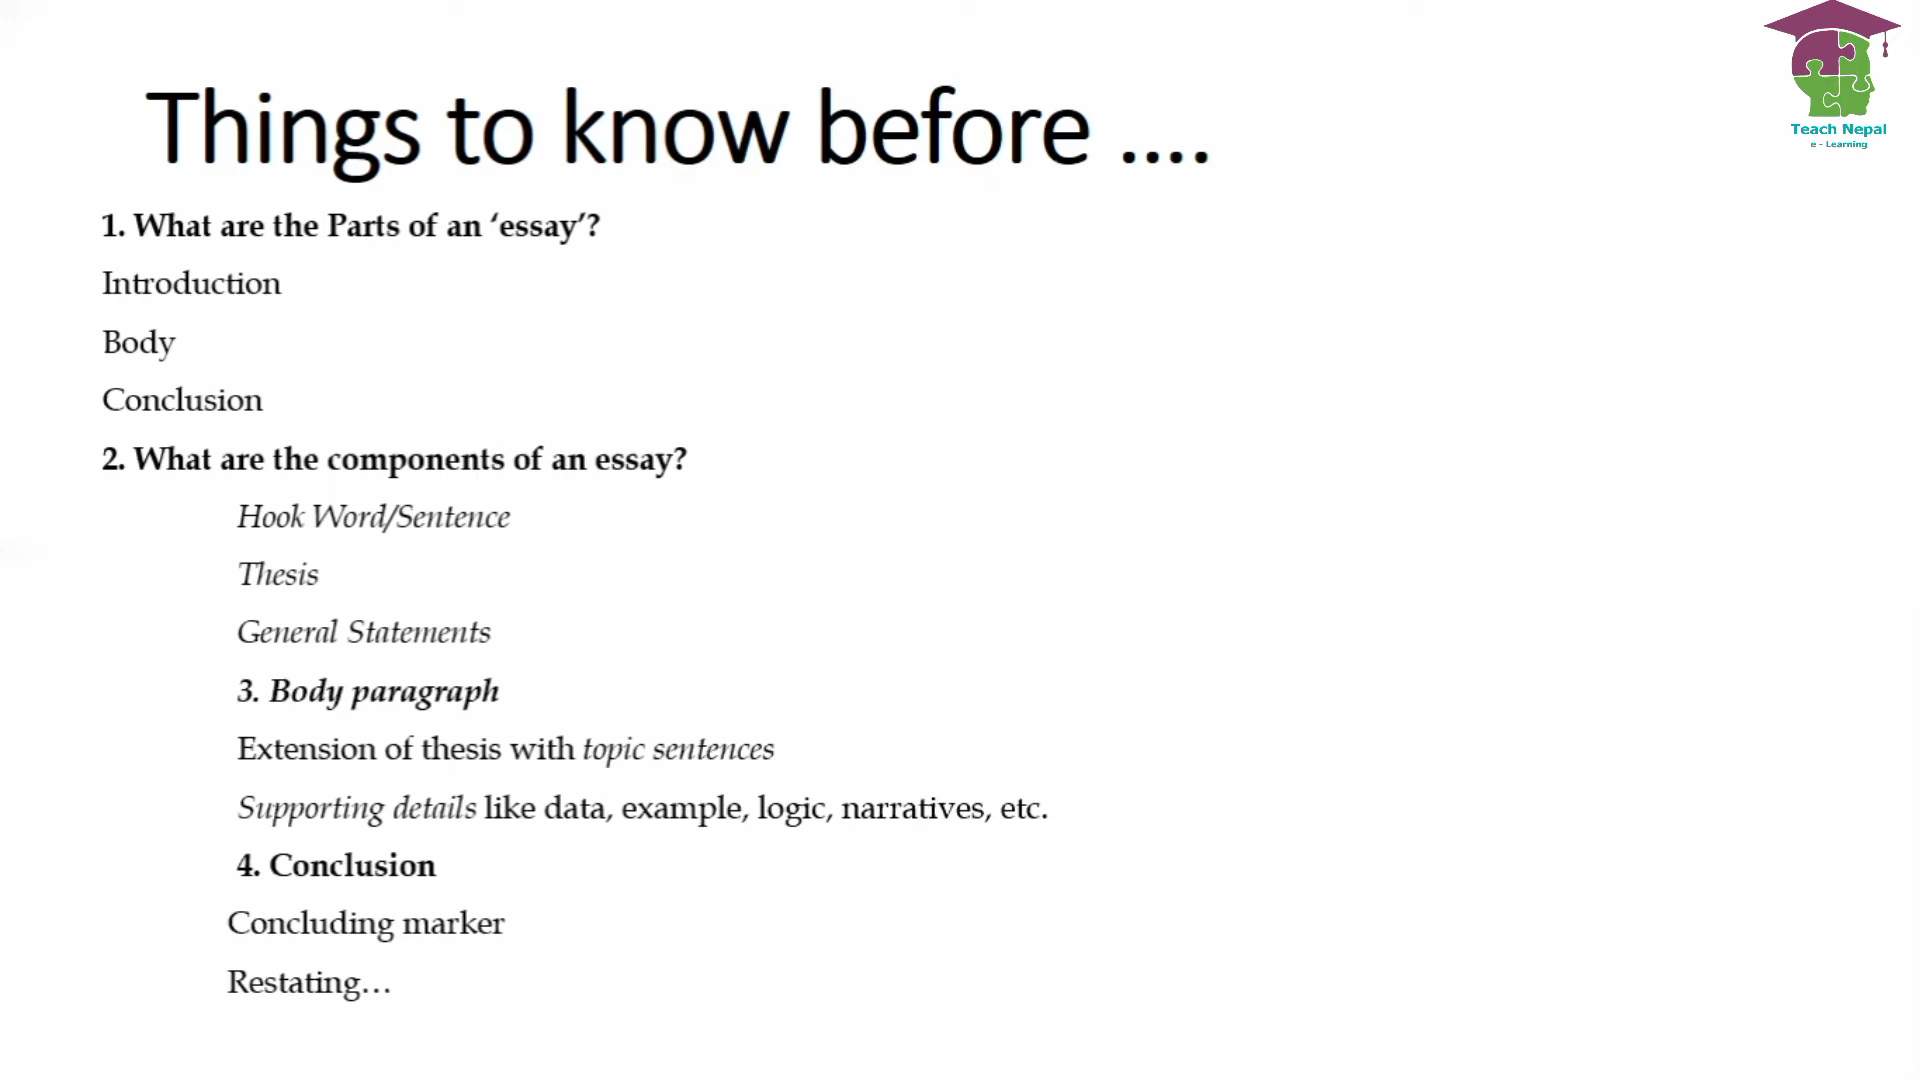 Things to know before ....
Teach Nepal
e - Learning
1. What are the Parts of an ‘essay’?
Introduction
Body
Conclusion
2. What are the components of an essay?
Hook Word/Sentence
Thesis
General Statements
3. Body paragraph
Extension of thesis with topic sentences
Supporting details like data, example, logic, narratives, etc.
4. Conclusion
Concluding marker
Restating…